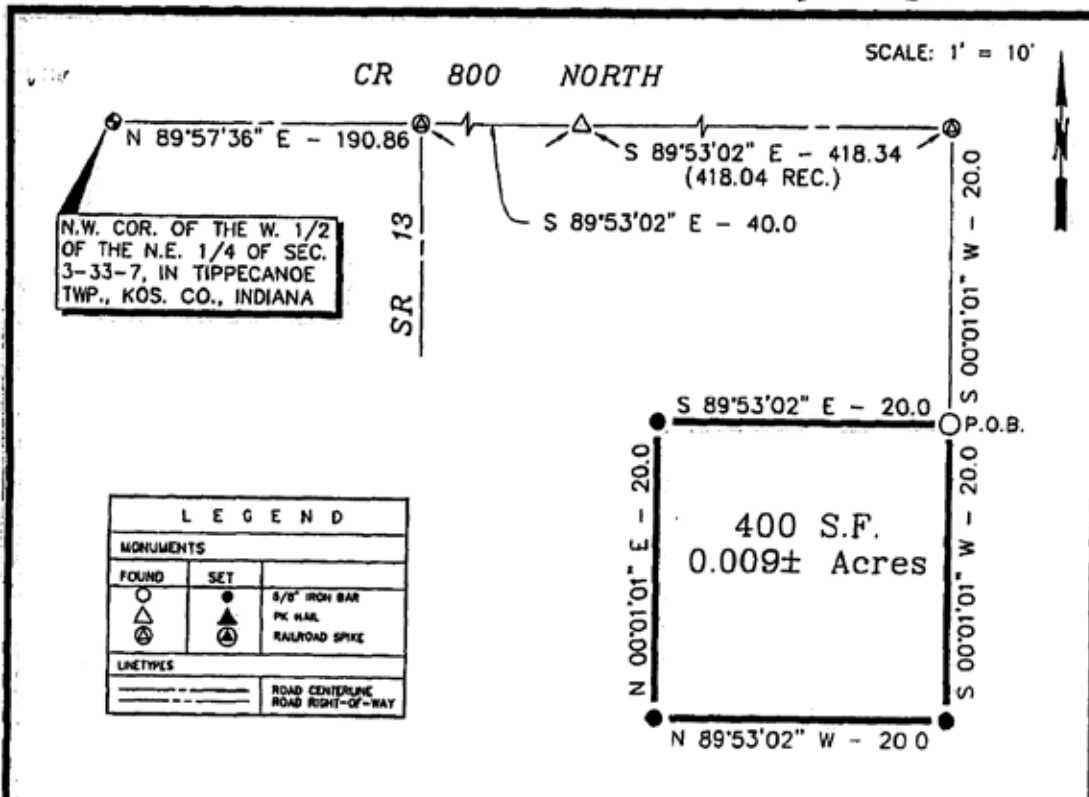 SCALE: 1' = 10'
CR 800 NORTH
N 89°57'36" E - 190.86
S 89°53'02" E - 418.34
(418.04 REC.)
S 89°53'02" E - 40.0
N
N.W. COR. OF THE W. 1/2
OF THE N.E. 1/4 OF SEC.
3-33-7, IN TIPPECANOE
TWP., KOS. CO., INDIANA
SR 13
S 00°10'01" W - 20.0
S 89°53'02" E - 20.0
P.O.B.
N 00°01'01" E - 20.0
400 S.F.
0.009± Acres
S 00°01'01" W - 20.0
N 89°53'02" W - 20 0
LEGEND
MONUMENTS
FOUND SET
5/8" IRON BAR
PK NAIL
RAILROAD SPIKE
LINETYPES
ROAD CENTERLINE
ROAD RIGHT-OF-WAY